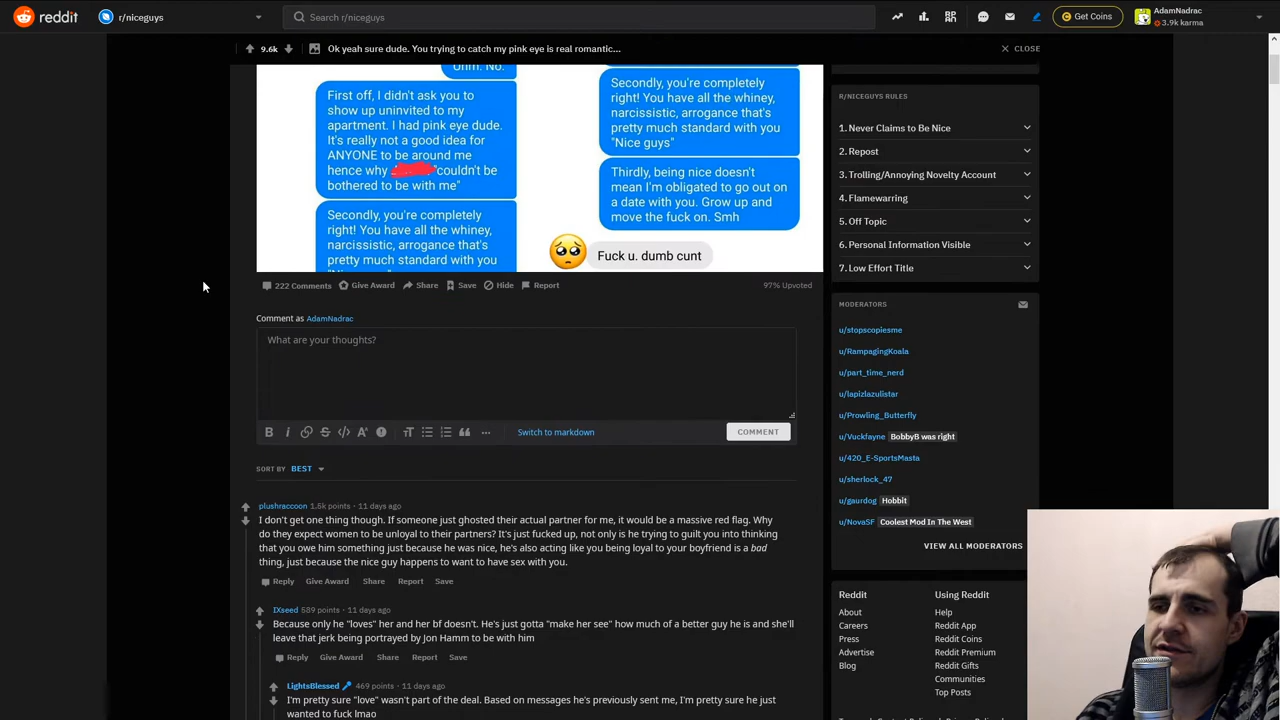 reddit r/niceguys Search r/niceguys Get Coins AdamNadrac
3.9k karma
9.6k Ok yeah sure dude. You trying to catch my pink eye is real romantic... CLOSE
Uhm. No.
First off, I didn't ask you to
show up uninvited to my
apartment. I had pink eye dude.
It's really not a good idea for
ANYONE to be around me
hence why "couldn't be
bothered to be with me"
Secondly, you're completely
right! You have all the whiney,
narcissistic, arrogance that's
pretty much standard with you
Secondly, you're completely
right! You have all the whiney,
narcissistic, arrogance that's
pretty much standard with you
"Nice guys"
Thirdly, being nice doesn't
mean I'm obligated to go out on
a date with you. Grow up and
move the fuck on. Smh
Fuck u. dumb cunt
222 Comments Give Award Share Save Hide Report 97% Upvoted
Comment as AdamNadrac
What are your thoughts?
Switch to markdown COMMENT
SORT BY BEST
plushraccoon 1.5k points · 11 days ago
I don't get one thing though. If someone just ghosted their actual partner for me, it would be a massive red flag. Why
do they expect women to be unloyal to their partners? It's just fucked up, not only is he trying to guilt you into thinking
that you owe him something just because he was nice, he's also acting like you being loyal to your boyfriend is a bad
thing, just because the nice guy happens to want to have sex with you.
Reply Give Award Share Report Save
IXseed 589 points · 11 days ago
Because only he "loves" her and her bf doesn't. He's just gotta "make her see" how much of a better guy he is and she'll
leave that jerk being portrayed by Jon Hamm to be with him
Reply Give Award Share Report Save
LightsBlessed 469 points · 11 days ago
I'm pretty sure "love" wasn't part of the deal. Based on messages he's previously sent me, I'm pretty sure he just
wanted to fuck lmao
R/NICEGUYS RULES
1. Never Claims to Be Nice
2. Repost
3. Trolling/Annoying Novelty Account
4. Flamewarring
5. Off Topic
6. Personal Information Visible
7. Low Effort Title
MODERATORS
u/stopscopiesme
u/RampagingKoala
u/part_time_nerd
u/lapizlazulistar
u/Prowling_Butterfly
u/Vuckfayne BobbyB was right
u/420_E-SportsMasta
u/sherlock_47
u/gaurdog Hobbit
u/NovaSF Coolest Mod In The West
VIEW ALL MODERATORS
Reddit Using Reddit
About Help
Careers Reddit App
Press Reddit Coins
Advertise Reddit Premium
Blog Reddit Gifts
Communities
Top Posts